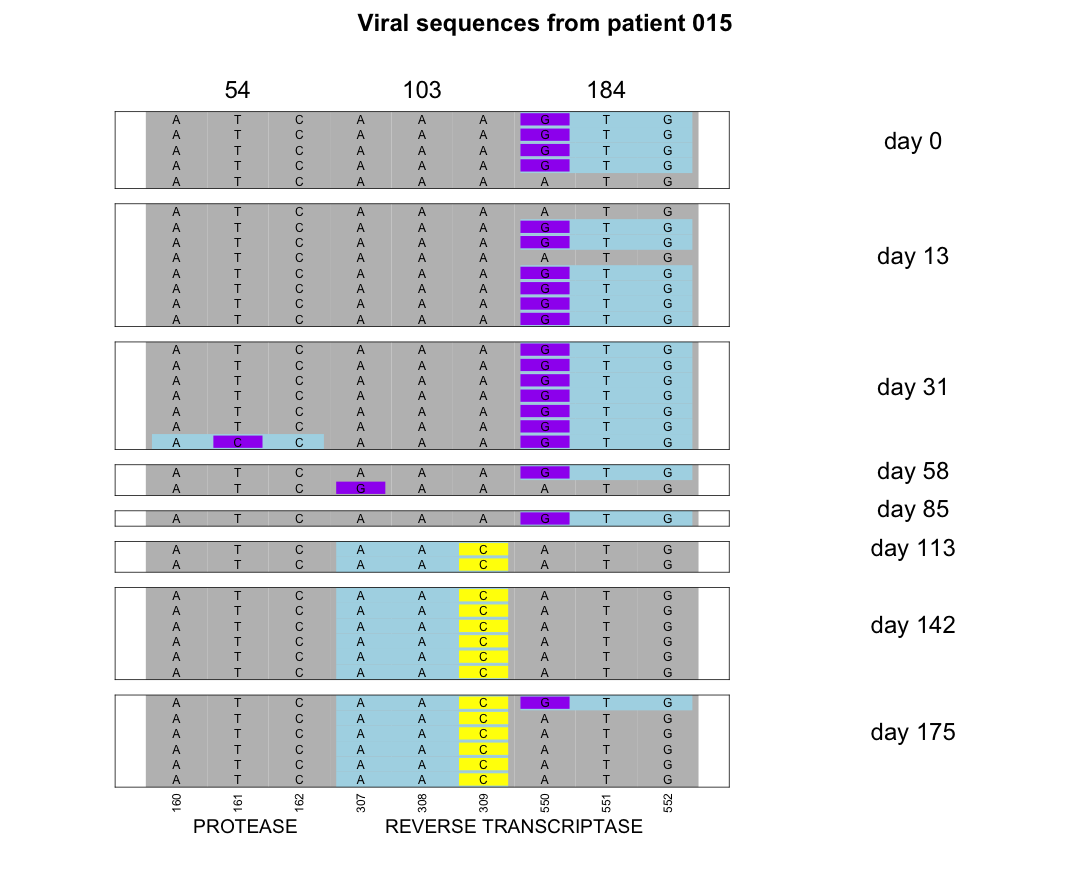 Viral sequences from patient 015
54 103 184
A T C A A A G T G
A T C A A A G T G
A T C A A A G T G day 0
A T C A A A G T G
A T C A A A A T G
A T C A A A A T G
A T C A A A G T G
A T C A A A G T G
A T C A A A A T G day 13
A T C A A A G T G
A T C A A A G T G
A T C A A A G T G
A T C A A A G T G
A T C A A A G T G
A T C A A A G T G
A T C A A A G T G day 31
A T C A A A G T G
A T C A A A G T G
A T C A A A G T G
A C C A A A G T G
A T C A A A G T G day 58
A T C G A A A T G
A T C A A A G T G day 85
A T C A A C A T G day 113
A T C A A C A T G
A T C A A C A T G
A T C A A C A T G
A T C A A C A T G day 142
A T C A A C A T G
A T C A A C A T G
A T C A A C A T G
A T C A A C G T G
A T C A A C A T G
A T C A A C A T G day 175
A T C A A C A T G
A T C A A C A T G
A T C A A C A T G
160 161 162 307 308 309 550 551 552
PROTEASE REVERSE TRANSCRIPTASE